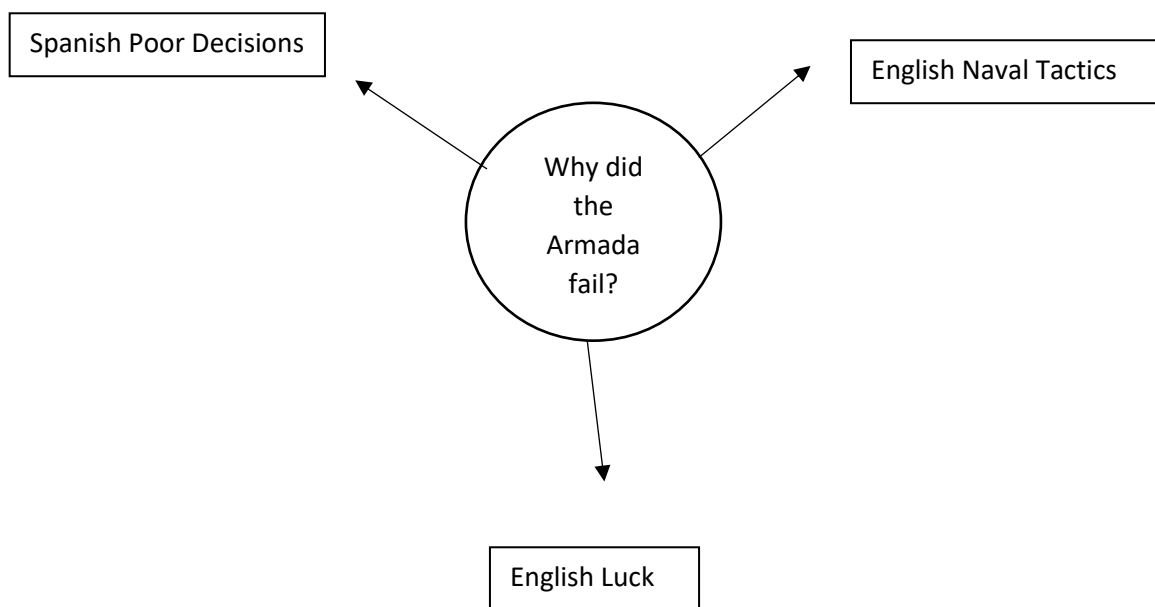 Spanish Poor Decisions
English Naval Tactics
Why did
the
Armada
fail?
English Luck